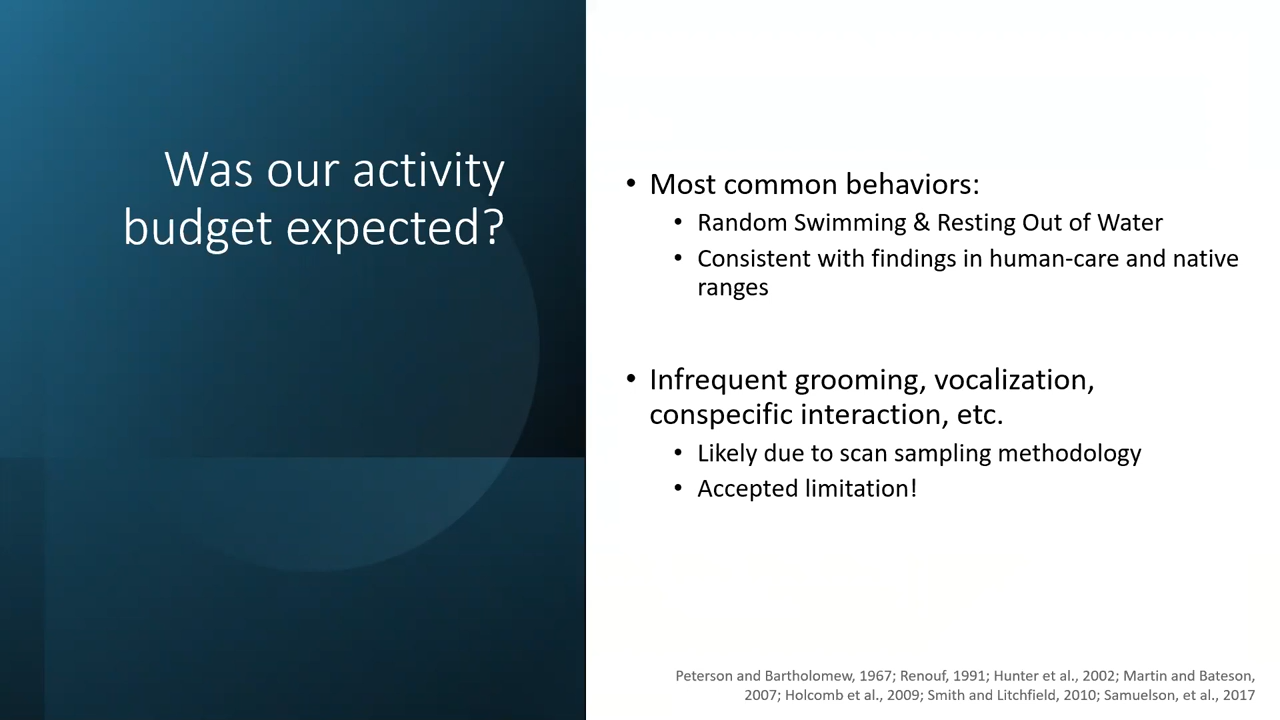 Was our activity
budget expected?
• Most common behaviors:
• Random Swimming & Resting Out of Water
• Consistent with findings in human-care and native
ranges
• Infrequent grooming, vocalization,
conspecific interaction, etc.
• Likely due to scan sampling methodology
• Accepted limitation!
Peterson and Bartholomew, 1967; Renouf, 1991; Hunter et al., 2002; Martin and Bateson,
2007; Holcomb et al., 2009; Smith and Litchfield, 2010; Samuelson, et al., 2017